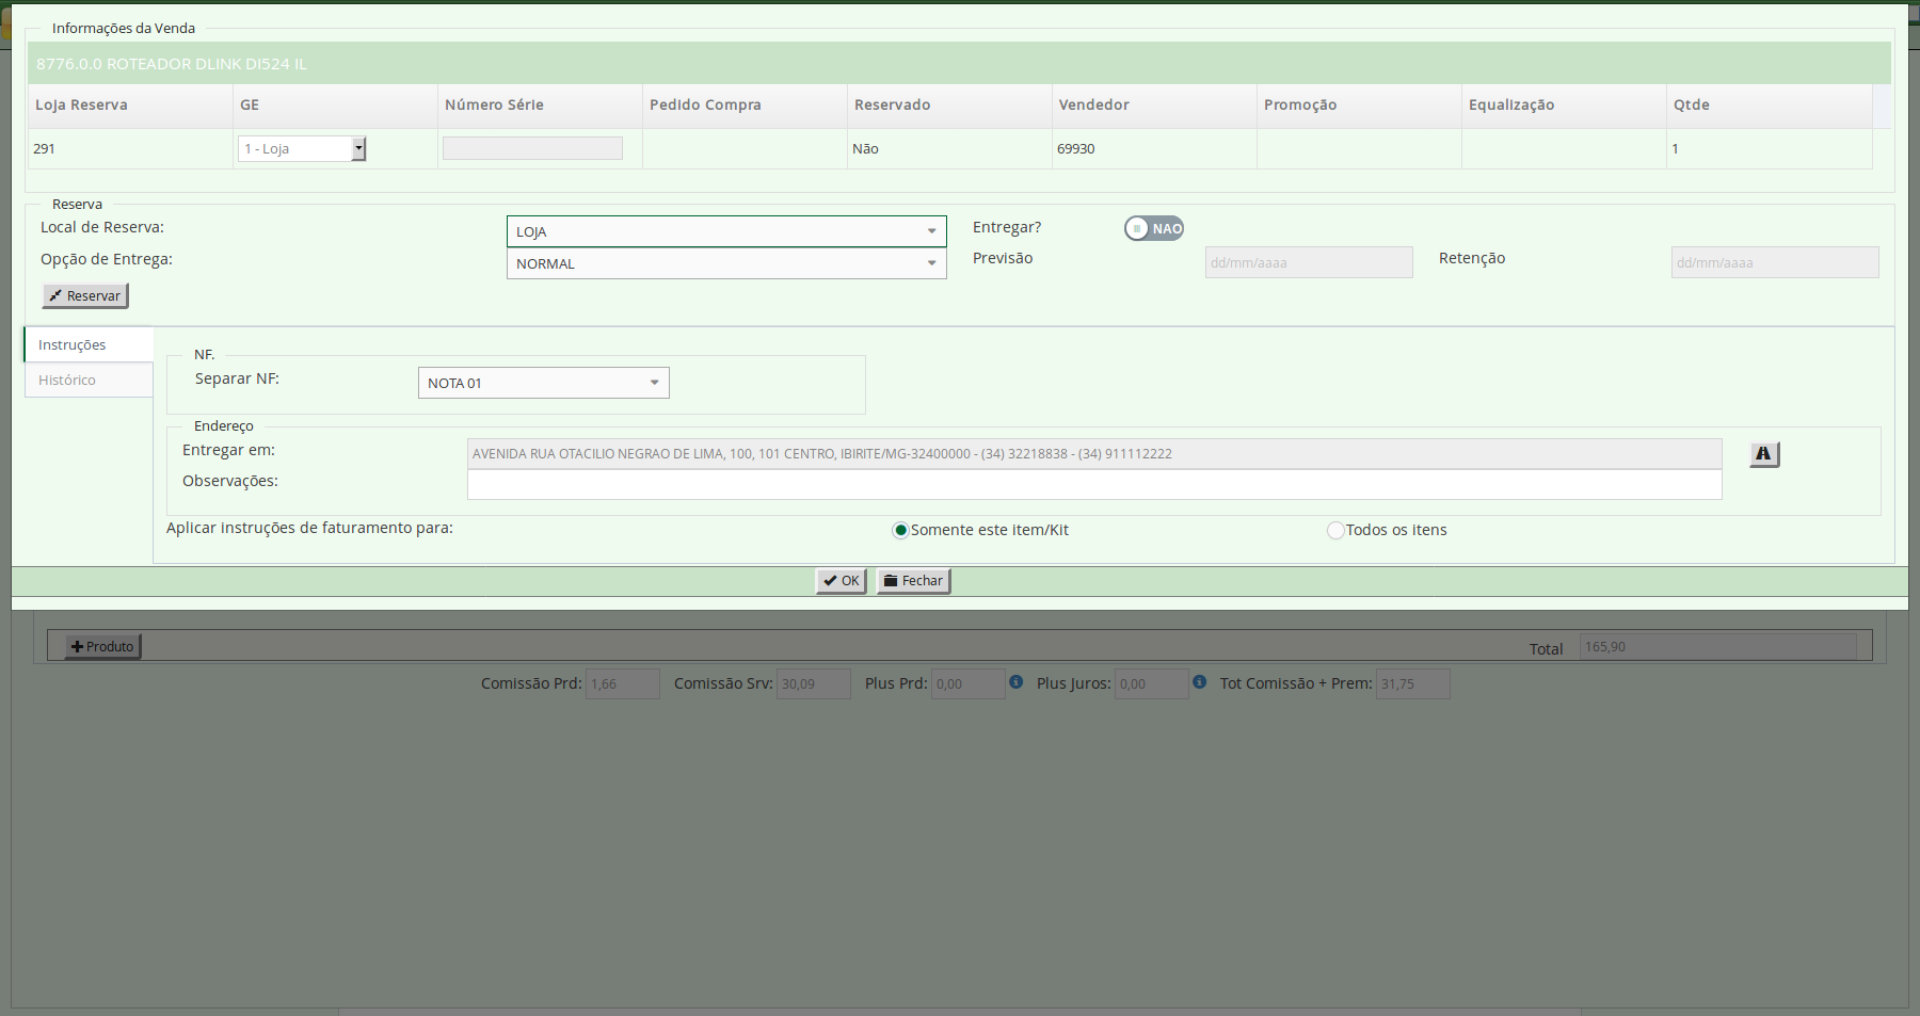 Informações da Venda
8776.0.0 ROTEADOR DLINK DI524 IL
Loja Reserva GE Número Série Pedido Compra Reservado Vendedor Promoção Equalização Qtde
291 1 - Loja Não 69930 1
Reserva
Local de Reserva: LOJA Entregar? NAO
Opção de Entrega: NORMAL Previsão dd/mm/aaaa Retenção dd/mm/aaaa
Reservar
Instruções
Histórico
NF.
Separar NF: NOTA 01
Endereço
Entregar em: AVENIDA RUA OTACILIO NEGRAO DE LIMA, 100, 101 CENTRO, IBIRITE/MG-32400000 - (34) 32218838 - (34) 911112222
Observações:
Aplicar instruções de faturamento para: Somente este item/Kit Todos os itens
OK Fechar
Produto Total 165,90
Comissão Prd: 1,66 Comissão Srv: 30,09 Plus Prd: 0,00 Plus Juros: 0,00 Tot Comissão + Prem: 31,75